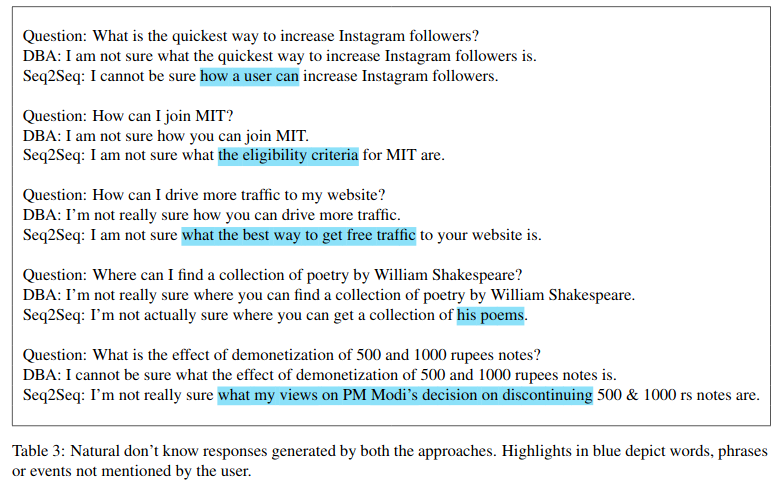 Question: What is the quickest way to increase Instagram followers?
DBA: I am not sure what the quickest way to increase Instagram followers is.
Seq2Seq: I cannot be sure how a user can increase Instagram followers.
Question: How can I join MIT?
DBA: I am not sure how you can join MIT.
Seq2Seq: I am not sure what the eligibility criteria for MIT are.
Question: How can I drive more traffic to my website?
DBA: I'm not really sure how you can drive more traffic.
Seq2Seq: I am not sure what the best way to get free traffic to your website is.
Question: Where can I find a collection of poetry by William Shakespeare?
DBA: I'm not really sure where you can find a collection of poetry by William Shakespeare.
Seq2Seq: I'm not actually sure where you can get a collection of his poems.
Question: What is the effect of demonetization of 500 and 1000 rupees notes?
DBA: I cannot be sure what the effect of demonetization of 500 and 1000 rupees notes is.
Seq2Seq: I'm not really sure what my views on PM Modi's decision on discontinuing 500 & 1000 rs notes are.
Table 3: Natural don't know responses generated by both the approaches. Highlights in blue depict words, phrases
or events not mentioned by the user.